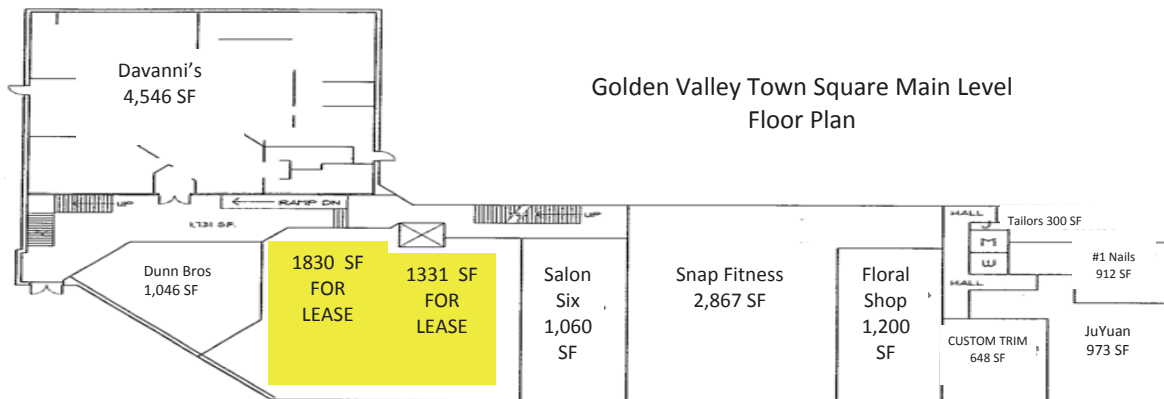 Golden Valley Town Square Main Level
Floor Plan
Davanni’s
4,546 SF
UP
RAMP DN
1,731 SF.
UP
HALL
J
Tailors 300 SF
M
W
HALL
#1 Nails
912 SF
Dunn Bros
1,046 SF
1830 SF
FOR
LEASE
1331 SF
FOR
LEASE
Salon
Six
1,060
SF
Snap Fitness
2,867 SF
Floral
Shop
1,200
SF
CUSTOM TRIM
648 SF
JuYuan
973 SF